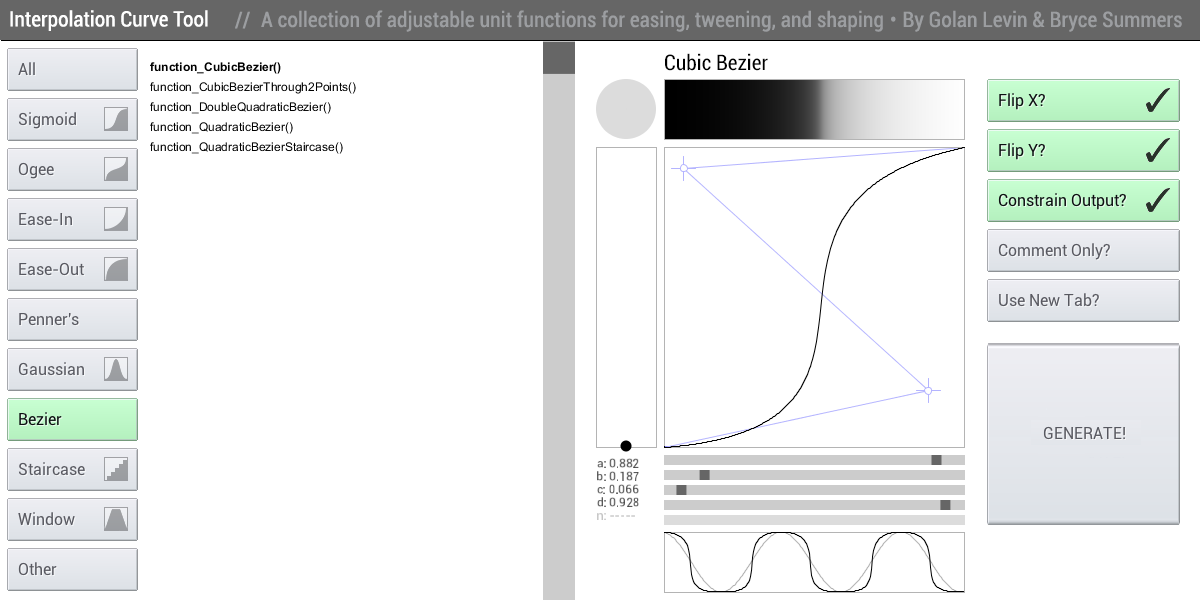 Interpolation Curve Tool // A collection of adjustable unit functions for easing, tweening, and shaping • By Golan Levin & Bryce Summers
All
Sigmoid
Ogee
Ease-In
Ease-Out
Penner's
Gaussian
Bezier
Staircase
Window
Other
function_CubicBezier()
function_CubicBezierThrough2Points()
function_DoubleQuadraticBezier()
function_QuadraticBezier()
function_QuadraticBezierStaircase()
Cubic Bezier
a: 0.882
b: 0.187
c: 0.066
d: 0.928
n: -----
Flip X?
Flip Y?
Constrain Output?
Comment Only?
Use New Tab?
GENERATE!